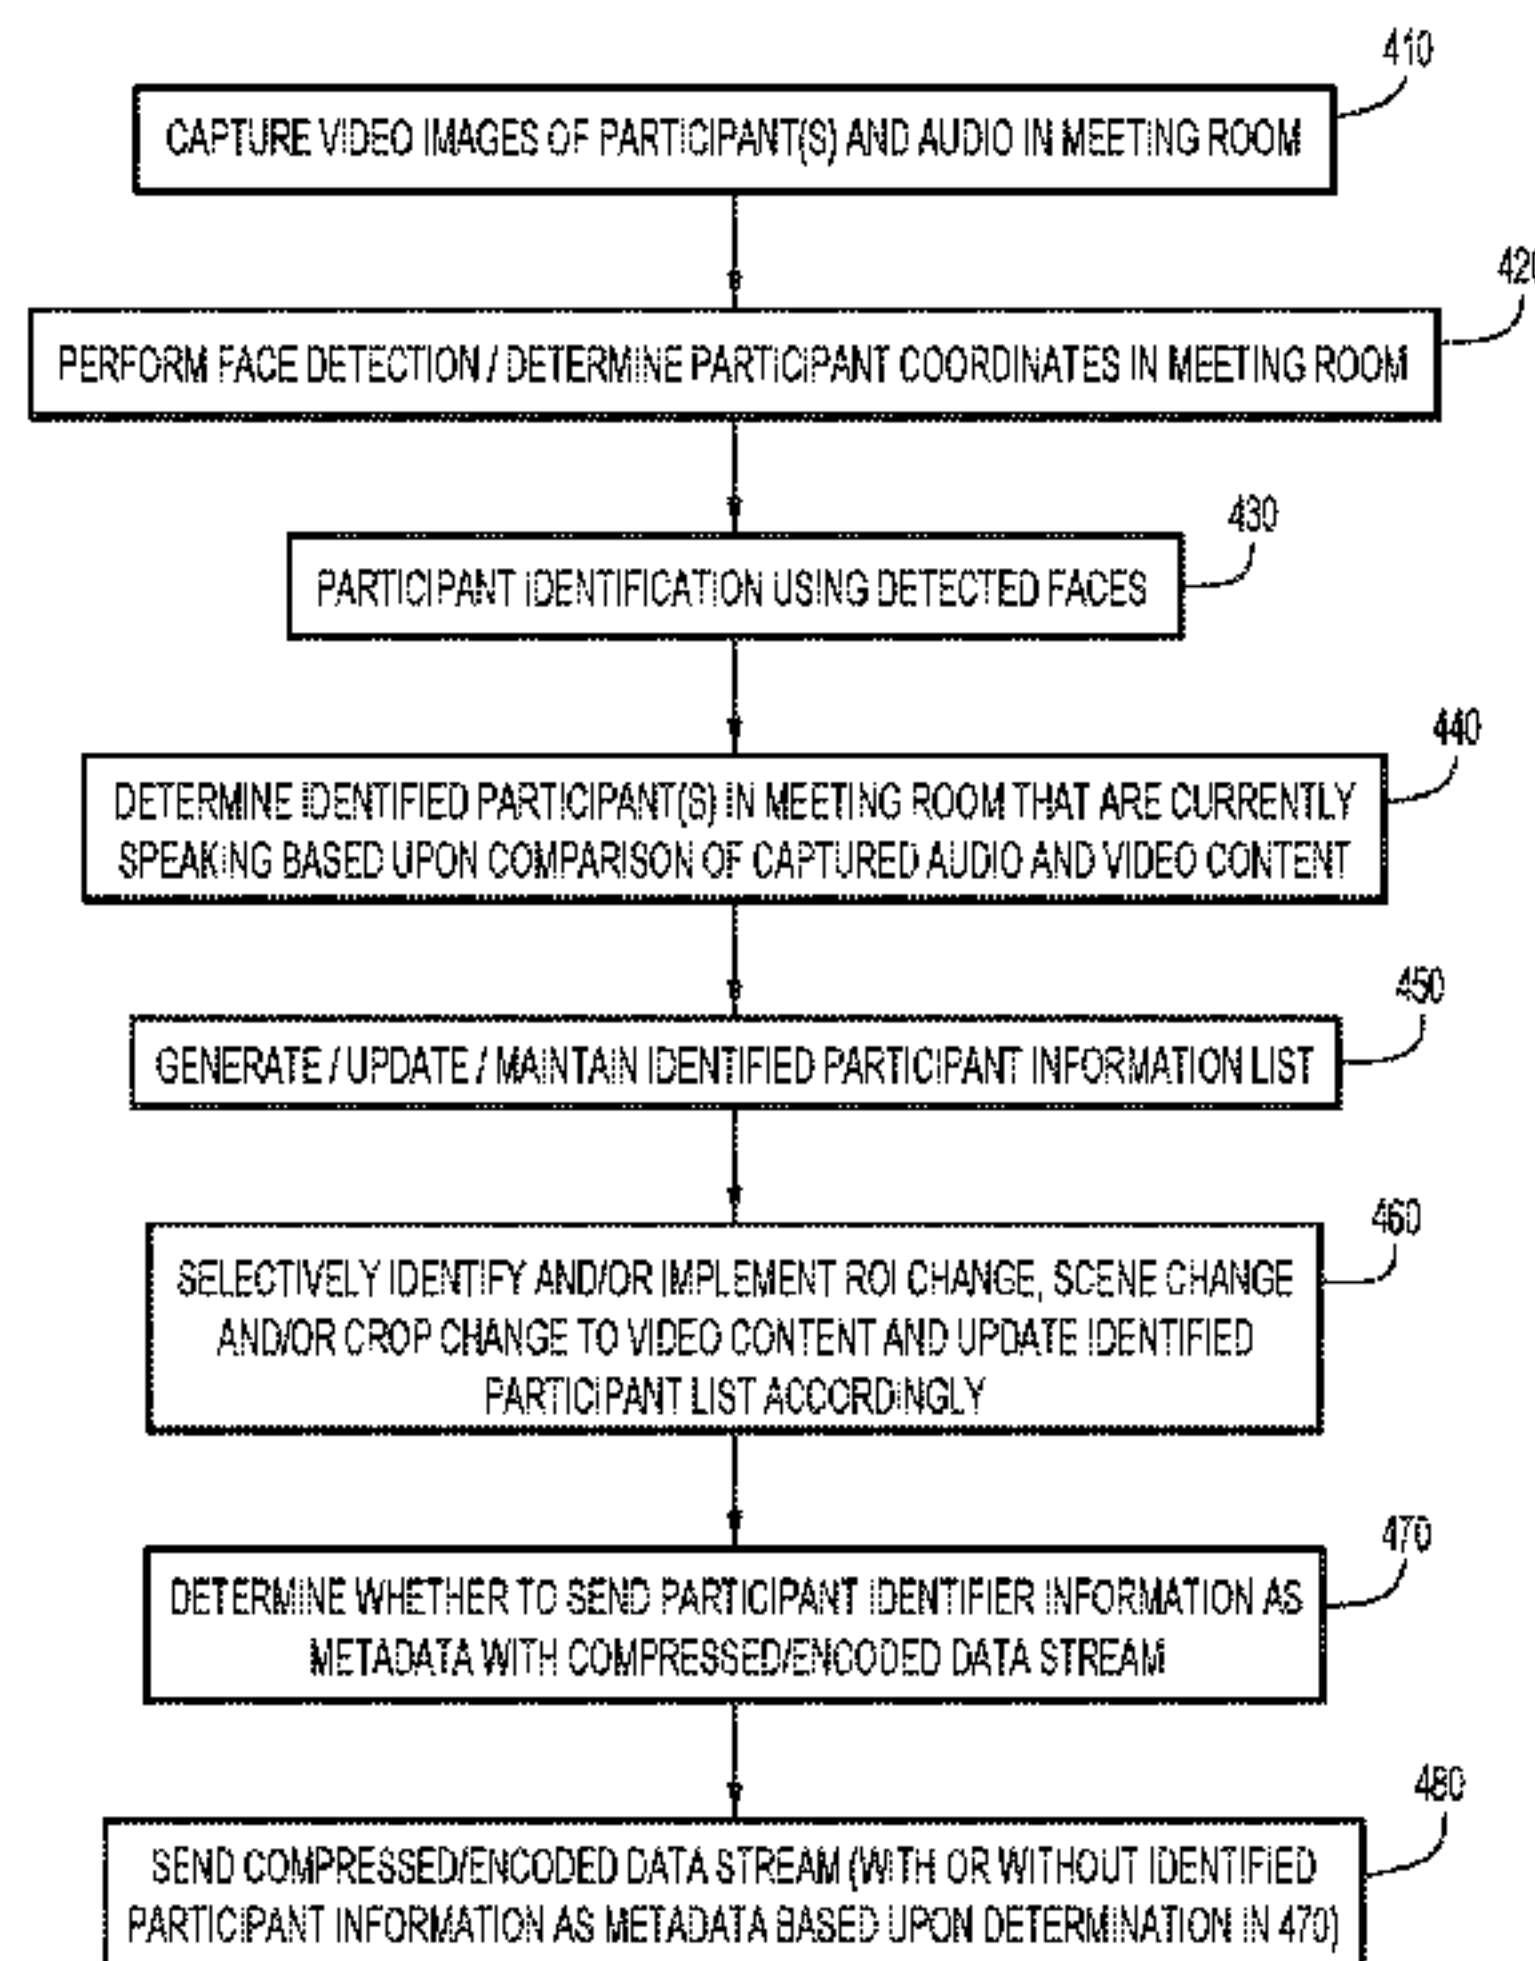 410
CAPTURE VIDEO IMAGES OF PARTICIPANT(S) AND AUDIO IN MEETING ROOM
420
PERFORM FACE DETECTION / DETERMINE PARTICIPANT COORDINATES IN MEETING ROOM
430
PARTICIPANT IDENTIFICATION USING DETECTED FACES
440
DETERMINE IDENTIFIED PARTICIPANT(S) IN MEETING ROOM THAT ARE CURRENTLY
SPEAKING BASED UPON COMPARISON OF CAPTURED AUDIO AND VIDEO CONTENT
450
GENERATE / UPDATE / MAINTAIN IDENTIFIED PARTICIPANT INFORMATION LIST
460
SELECTIVELY IDENTIFY AND/OR IMPLEMENT ROI CHANGE, SCENE CHANGE
AND/OR CROP CHANGE TO VIDEO CONTENT AND UPDATE IDENTIFIED
PARTICIPANT LIST ACCORDINGLY
470
DETERMINE WHETHER TO SEND PARTICIPANT IDENTIFIER INFORMATION AS
METADATA WITH COMPRESSED/ENCODED DATA STREAM
480
SEND COMPRESSED/ENCODED DATA STREAM (WITH OR WITHOUT IDENTIFIED
PARTICIPANT INFORMATION AS METADATA BASED UPON DETERMINATION IN 470)